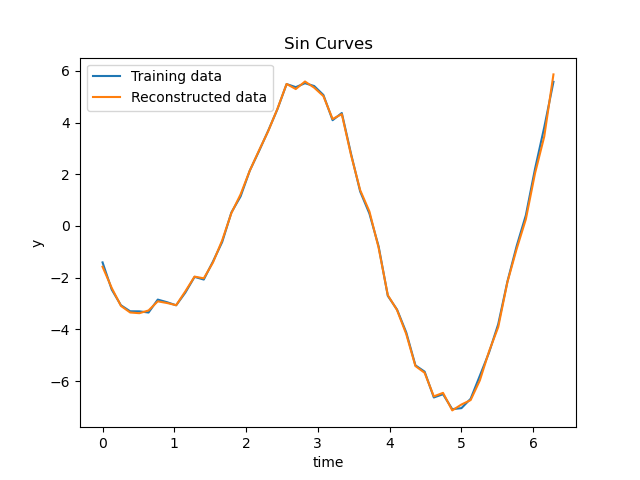 Sin Curves
Training data
Reconstructed data
6
4
2
0
−2
−4
−6
y
0 1 2 3 4 5 6
time